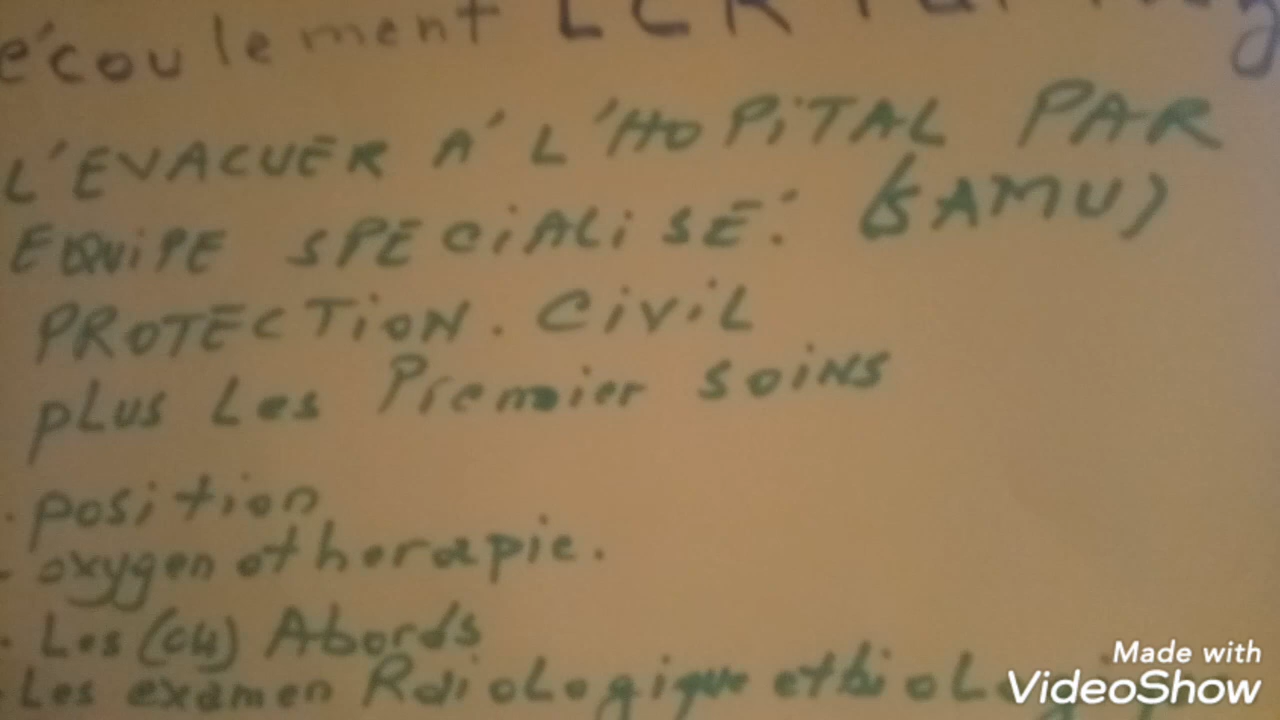 écoulement LCR
L'EVACUER A' L'HOPITAL PAR
EQUIPE SPECIALISE: (SAMU)
PROTECTION. CIVIL
PLUS Les Premier soins
. position
- oxygenotherapie.
. Les (04) Abords
. Les examen Radiologique et
Made with
VideoShow